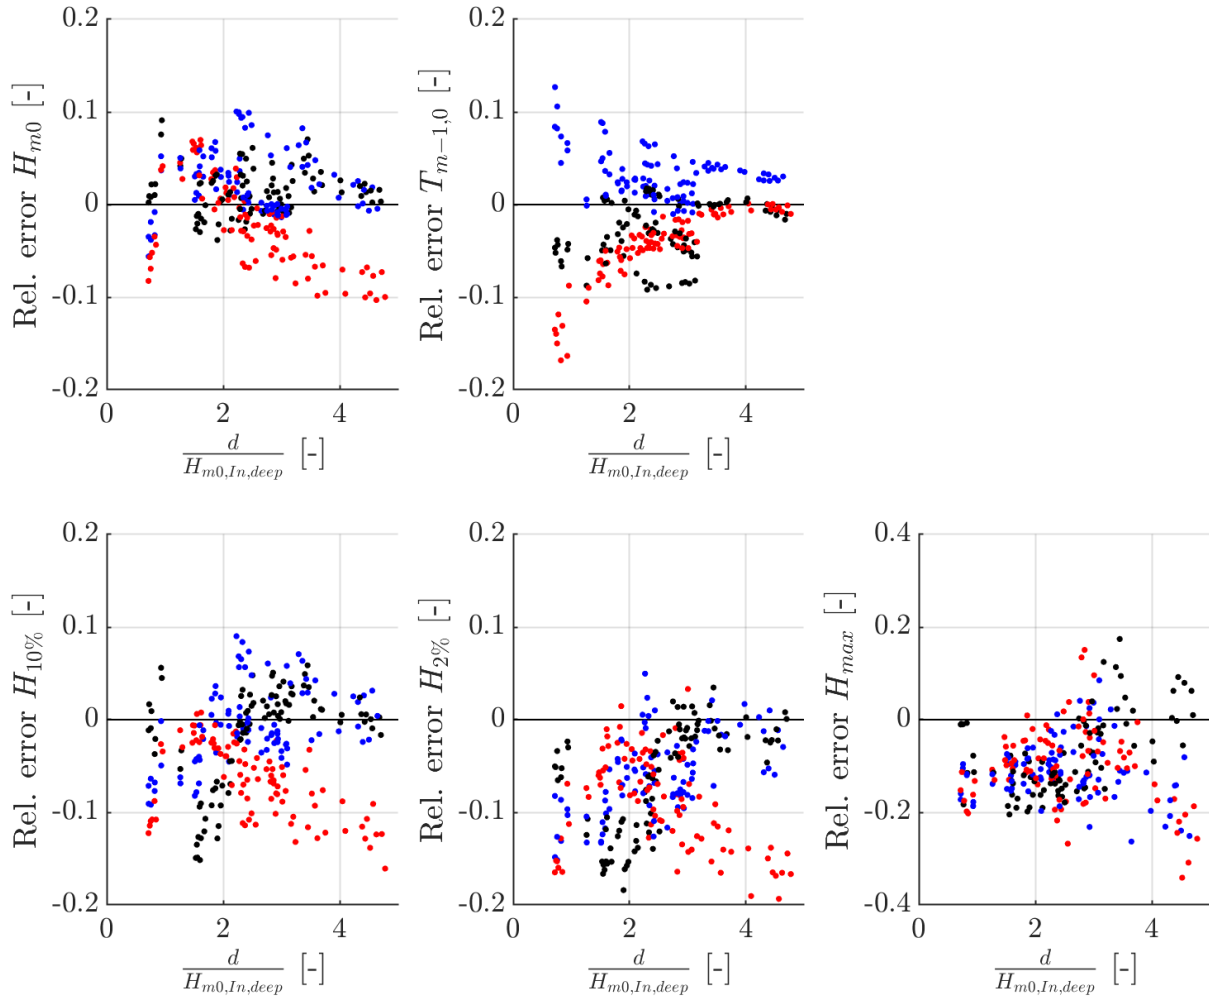 0.2
0.1
0
-0.1
-0.2
Rel. error H_{m0} [-]
0 2 4
d
H_{m0,In,deep} [-]
0.2
0.1
0
-0.1
-0.2
Rel. error T_{m-1,0} [-]
0 2 4
d
H_{m0,In,deep} [-]
0.2
0.1
0
-0.1
-0.2
Rel. error H_{10%} [-]
0 2 4
d
H_{m0,In,deep} [-]
0.2
0.1
0
-0.1
-0.2
Rel. error H_{2%} [-]
0 2 4
d
H_{m0,In,deep} [-]
0.4
0.2
0
-0.2
-0.4
Rel. error H_{max} [-]
0 2 4
d
H_{m0,In,deep} [-]